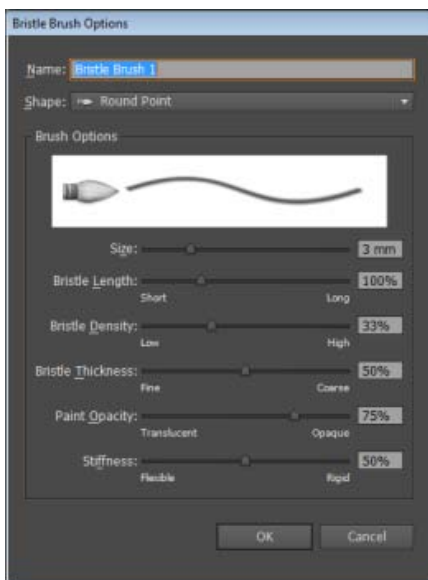 Bristle Brush Options
Name: Bristle Brush 1
Shape: Round Point
Brush Options
Size: 3 mm
Bristle Length: 100%
Short Long
Bristle Density: 33%
Low High
Bristle Thickness: 50%
Fine Coarse
Paint Opacity: 75%
Translucent Opaque
Stiffness: 50%
Flexible Rigid
OK Cancel